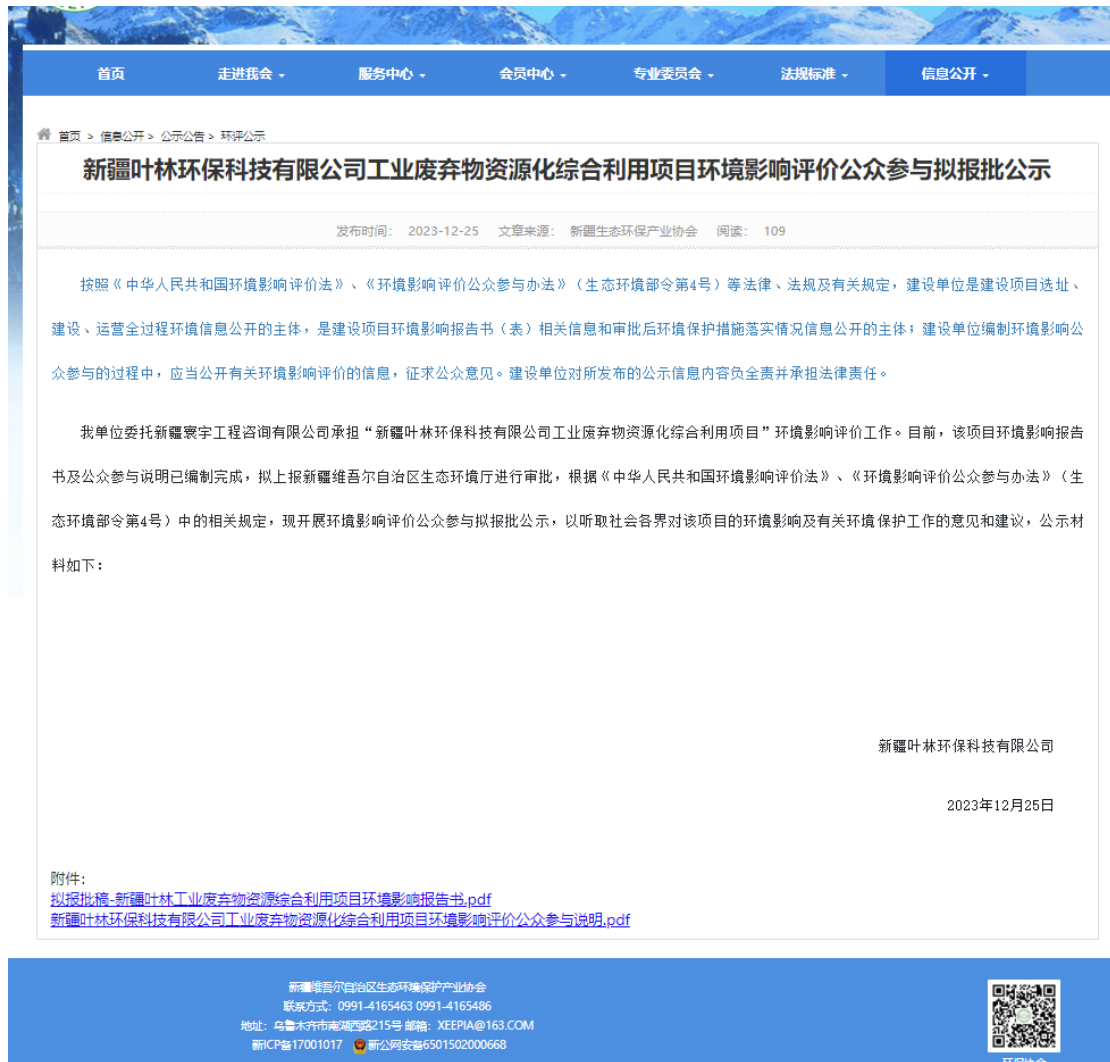 首页 走进我会 服务中心 会员中心 专业委员会 法规标准 信息公开
首页 > 信息公开 > 公示公告 > 环评公示
新疆叶林环保科技有限公司工业废弃物资源化综合利用项目环境影响评价公众参与拟报批公示
发布时间: 2023-12-25 文章来源: 新疆生态环保产业协会 阅读: 109
按照《中华人民共和国环境影响评价法》、《环境影响评价公众参与办法》（生态环境部令第4号）等法律、法规及有关规定，建设单位是建设项目选址、
建设、运营全过程环境信息公开的主体，是建设项目环境影响报告书（表）相关信息和审批后环境保护措施落实情况信息公开的主体；建设单位编制环境影响公
众参与的过程中，应当公开有关环境影响评价的信息，征求公众意见。建设单位对所发布的公示信息内容负全责并承担法律责任。
我单位委托新疆寰宇工程咨询有限公司承担“新疆叶林环保科技有限公司工业废弃物资源化综合利用项目”环境影响评价工作。目前，该项目环境影响报告
书及公众参与说明已编制完成，拟上报新疆维吾尔自治区生态环境厅进行审批，根据《中华人民共和国环境影响评价法》、《环境影响评价公众参与办法》（生
态环境部令第4号）中的相关规定，现开展环境影响评价公众参与拟报批公示，以听取社会各界对该项目的环境影响及有关环境保护工作的意见和建议，公示材
料如下：
新疆叶林环保科技有限公司
2023年12月25日
附件:
拟报批稿-新疆叶林工业废弃物资源综合利用项目环境影响报告书.pdf
新疆叶林环保科技有限公司工业废弃物资源化综合利用项目环境影响评价公众参与说明.pdf
新疆维吾尔自治区生态环境保护产业协会
联系方式: 0991-4165463 0991-4165486
地址: 乌鲁木齐市南湖西路215号 邮箱: XEEPIA@163.COM
新ICP备17001017 新公网安备6501502000668